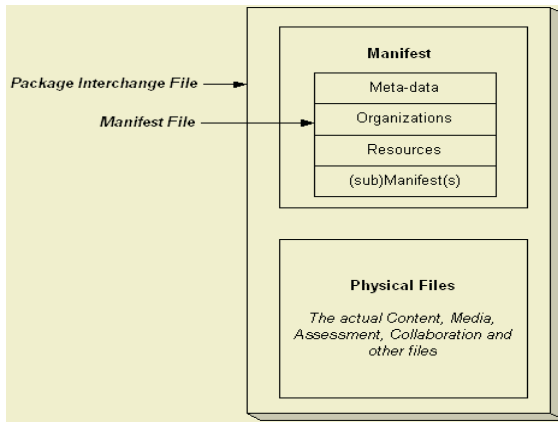 Manifest
Package Interchange File
Meta-data
Manifest File
Organizations
Resources
(sub)Manifest(s)
Physical Files
The actual Content, Media,
Assessment, Collaboration and
other files